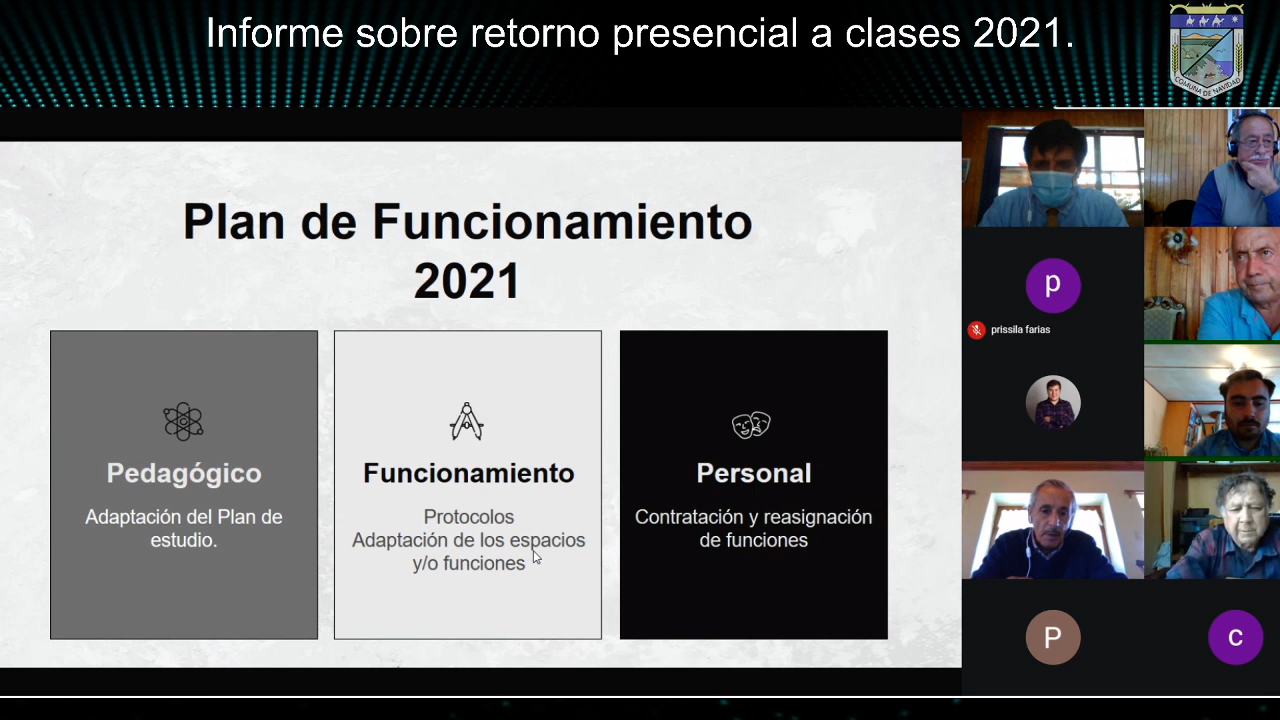 Informe sobre retorno presencial a clases 2021.
COMUNA DE NAVIDAD
Plan de Funcionamiento
2021
Pedagógico
Adaptación del Plan de
estudio.
Funcionamiento
Protocolos
Adaptación de los espacios
y/o funciones
Personal
Contratación y reasignación
de funciones
p
prissila farias
P
c